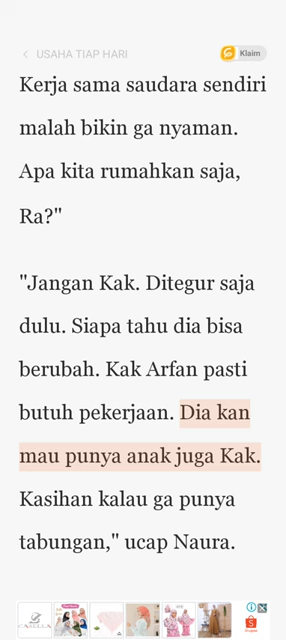 USAHA TIAP HARI
Klaim
Kerja sama saudara sendiri
malah bikin ga nyaman.
Apa kita rumahkan saja,
Ra?"
"Jangan Kak. Ditegur saja
dulu. Siapa tahu dia bisa
berubah. Kak Arfan pasti
butuh pekerjaan. Dia kan
mau punya anak juga Kak.
Kasihan kalau ga punya
tabungan," ucap Naura.